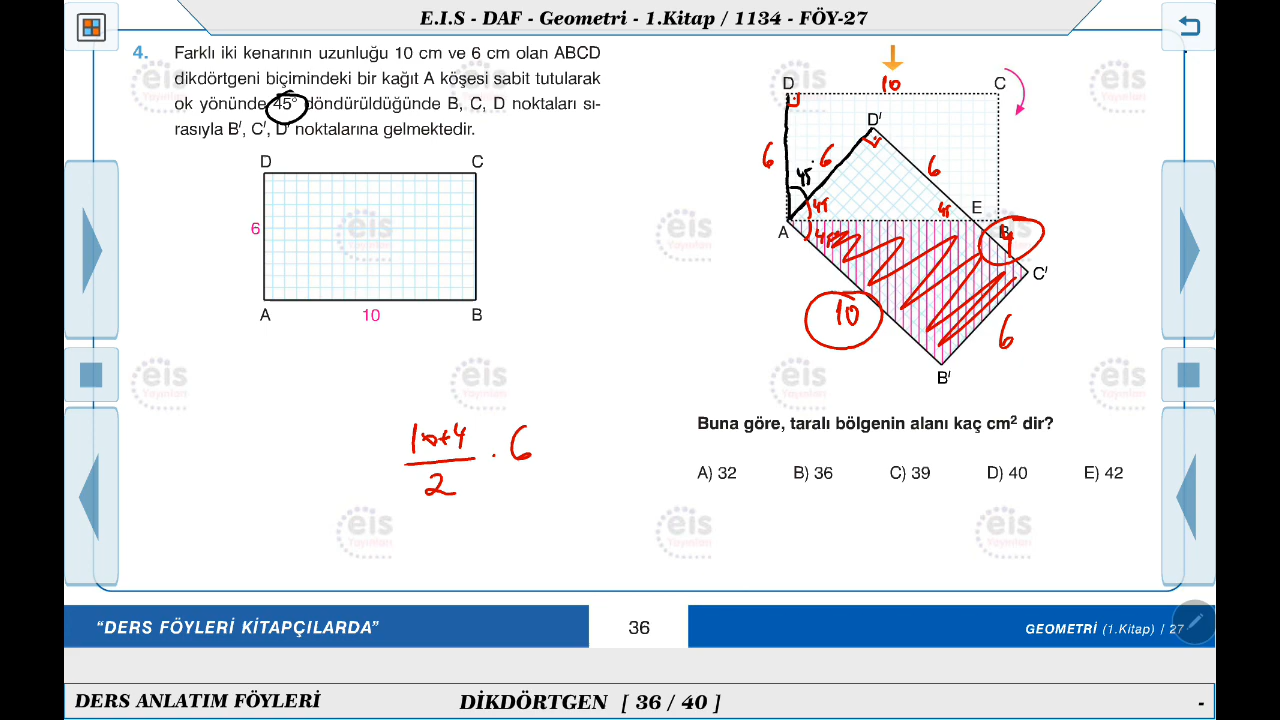 E.I.S - DAF - Geometri - 1.Kitap / 1134 - FÖY-27
4. Farklı iki kenarının uzunluğu 10 cm ve 6 cm olan ABCD
dikdörtgeni biçimindeki bir kağıt A köşesi sabit tutularak
ok yönünde 45° döndürüldüğünde B, C, D noktaları sı-
rasıyla B', C', D' noktalarına gelmektedir.
D C
6
A 10 B
10
D C
D'
6 45 6 6
45 45 E
A 45 B 4
C'
10 6
B'
10+4
2 . 6
Buna göre, taralı bölgenin alanı kaç cm² dir?
A) 32 B) 36 C) 39 D) 40 E) 42
eis Yayınları
"DERS FÖYLERİ KİTAPÇILARDA" 36 GEOMETRİ (1.Kitap) / 27
DERS ANLATIM FÖYLERİ DİKDÖRTGEN [ 36 / 40 ] -